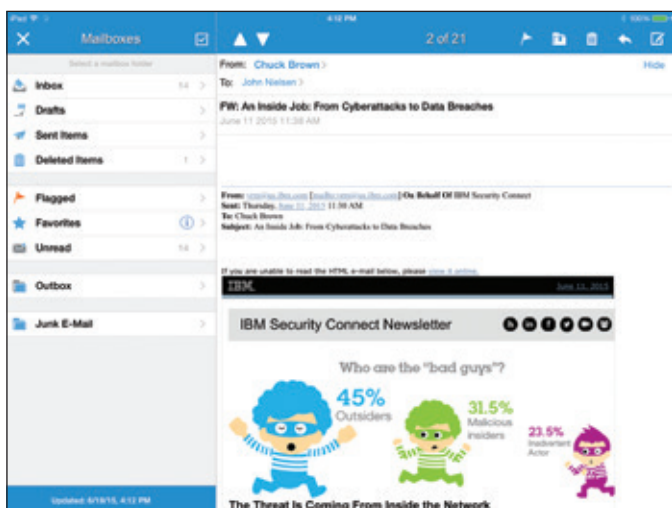 iPad
4:12 PM
100%
Mailboxes
2 of 21
Select a mailbox folder
Inbox 14
Drafts
Sent Items
Deleted Items 1
Flagged
Favorites
Unread 14
Outbox
Junk E-Mail
Updated: 6/19/15, 4:12 PM
From: Chuck Brown Hide
To: John Nielsen
FW: An Inside Job: From Cyberattacks to Data Breaches
June 11 2015 11:38 AM
On Behalf Of IBM Security Connect
Sent: Thursday, June 11, 2015 11:30 AM
To: Chuck Brown
Subject: An Inside Job: From Cyberattacks to Data Breaches
If you are unable to read the HTML e-mail below, please view it online.
IBM. June 11, 2015
IBM Security Connect Newsletter
Who are the "bad guys"?
45%
Outsiders
31.5%
Malicious
insiders
23.5%
Inadvertent
Actor
The Threat Is Coming From Inside the Network